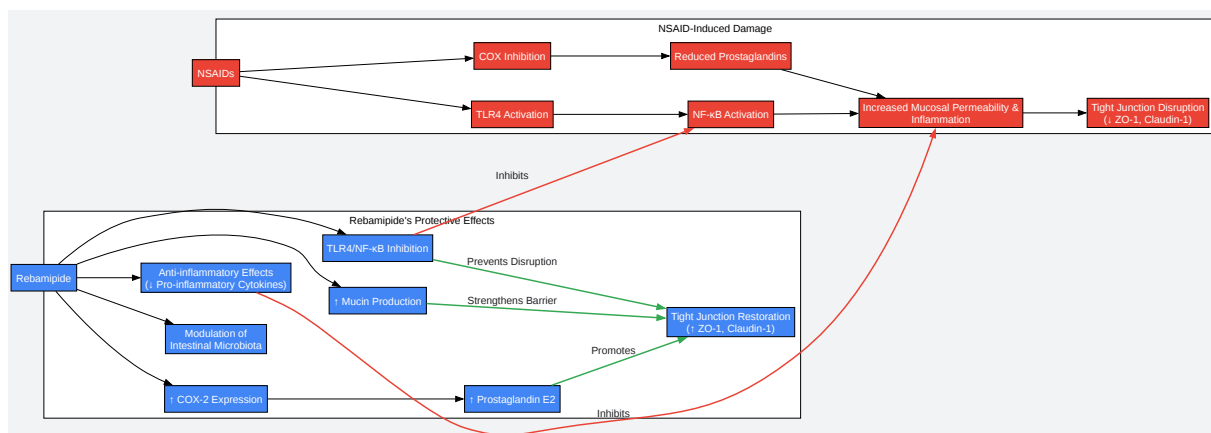 NSAID-Induced Damage
NSAIDs
COX Inhibition
Reduced Prostaglandins
TLR4 Activation
NF-κB Activation
Increased Mucosal Permeability &
Inflammation
Tight Junction Disruption
(↓ ZO-1, Claudin-1)
Inhibits
Rebamipide's Protective Effects
Rebamipide
TLR4/NF-κB Inhibition
Anti-inflammatory Effects
(↓ Pro-inflammatory Cytokines)
↑ Mucin Production
Modulation of
Intestinal Microbiota
↑ COX-2 Expression
↑ Prostaglandin E2
Prevents Disruption
Strengthens Barrier
Promotes
Tight Junction Restoration
(↑ ZO-1, Claudin-1)
Inhibits